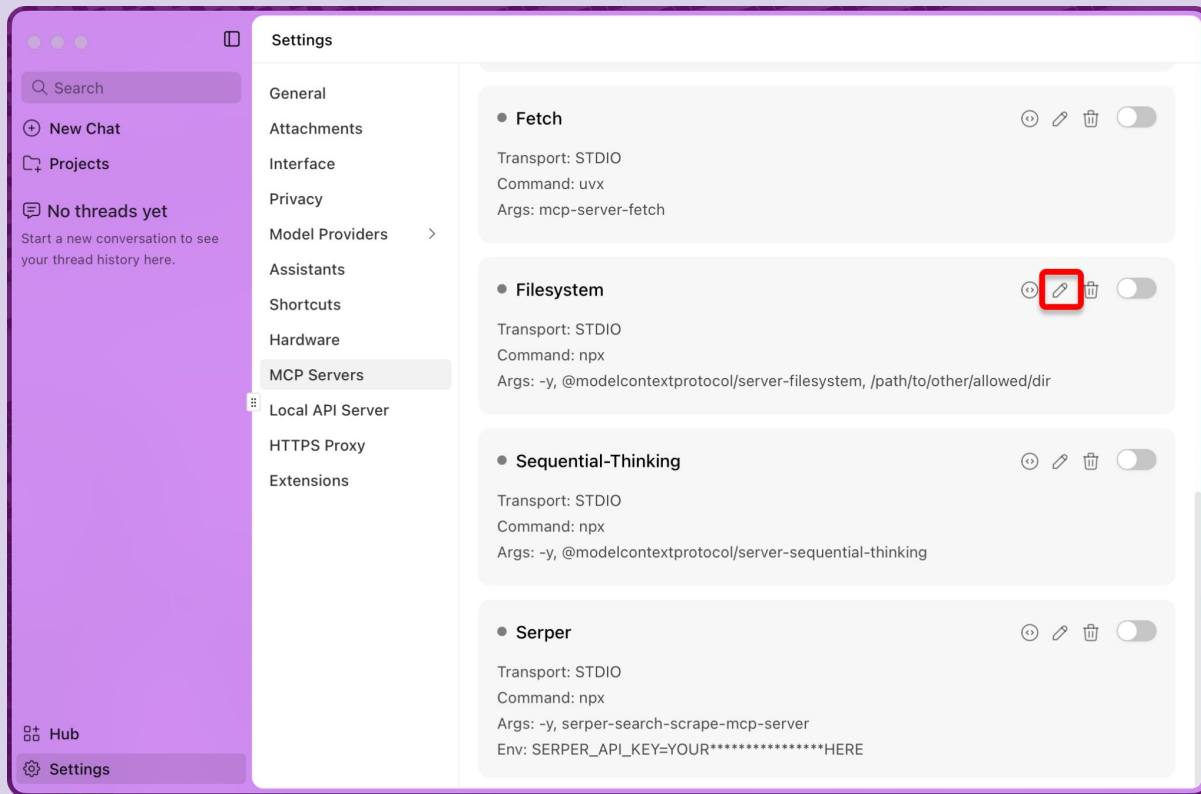 Settings
Search
New Chat
Projects
No threads yet
Start a new conversation to see
your thread history here.
Hub
Settings
General
Attachments
Interface
Privacy
Model Providers
Assistants
Shortcuts
Hardware
MCP Servers
Local API Server
HTTPS Proxy
Extensions
Fetch
Transport: STDIO
Command: uvx
Args: mcp-server-fetch
Filesystem
Transport: STDIO
Command: npx
Args: -y, @modelcontextprotocol/server-filesystem, /path/to/other/allowed/dir
Sequential-Thinking
Transport: STDIO
Command: npx
Args: -y, @modelcontextprotocol/server-sequential-thinking
Serper
Transport: STDIO
Command: npx
Args: -y, serper-search-scrape-mcp-server
Env: SERPER_API_KEY=YOUR****************HERE